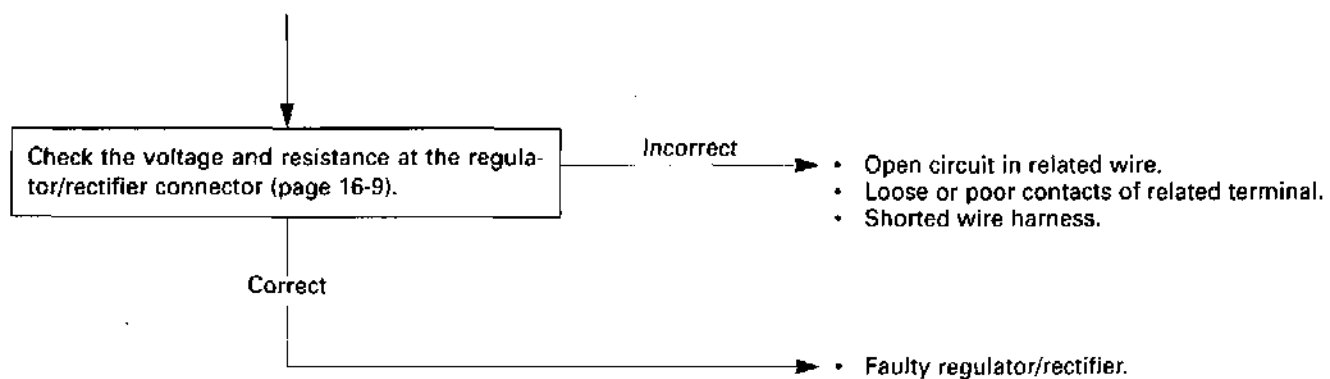 Check the voltage and resistance at the regula-
tor/rectifier connector (page 16-9).
Incorrect
• Open circuit in related wire.
• Loose or poor contacts of related terminal.
• Shorted wire harness.
Correct
• Faulty regulator/rectifier.